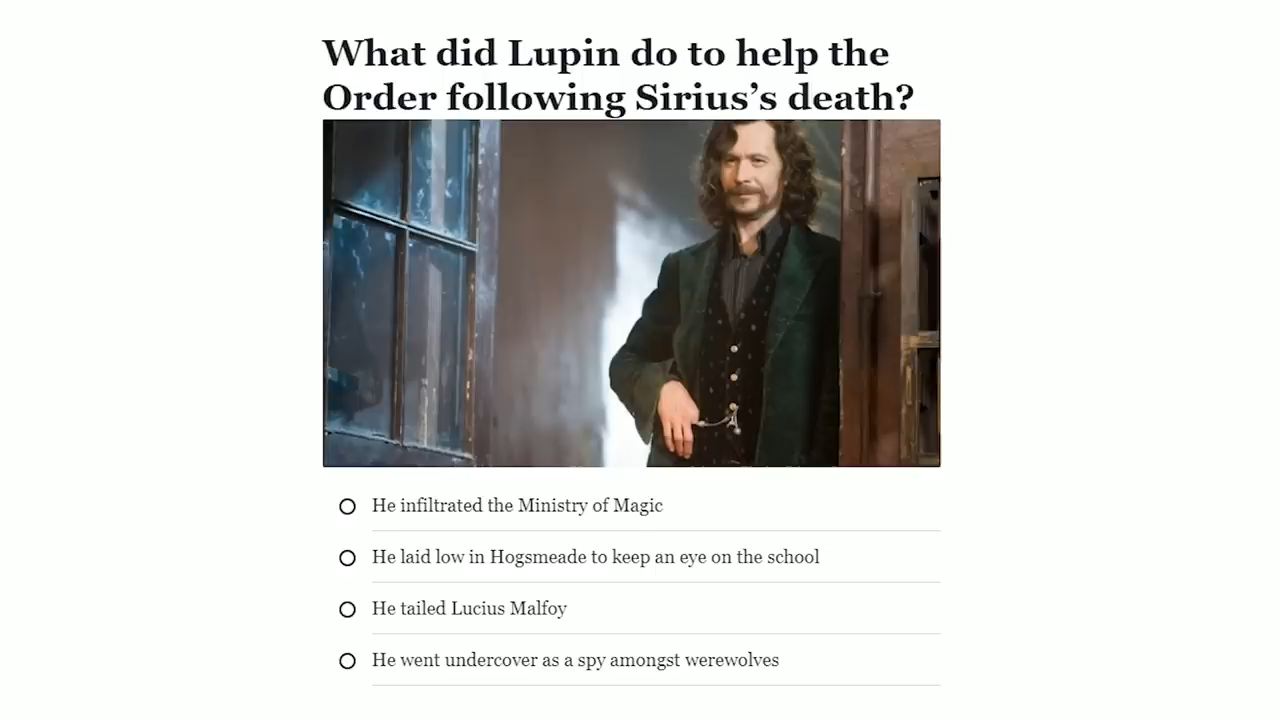 What did Lupin do to help the
Order following Sirius’s death?
He infiltrated the Ministry of Magic
He laid low in Hogsmeade to keep an eye on the school
He tailed Lucius Malfoy
He went undercover as a spy amongst werewolves